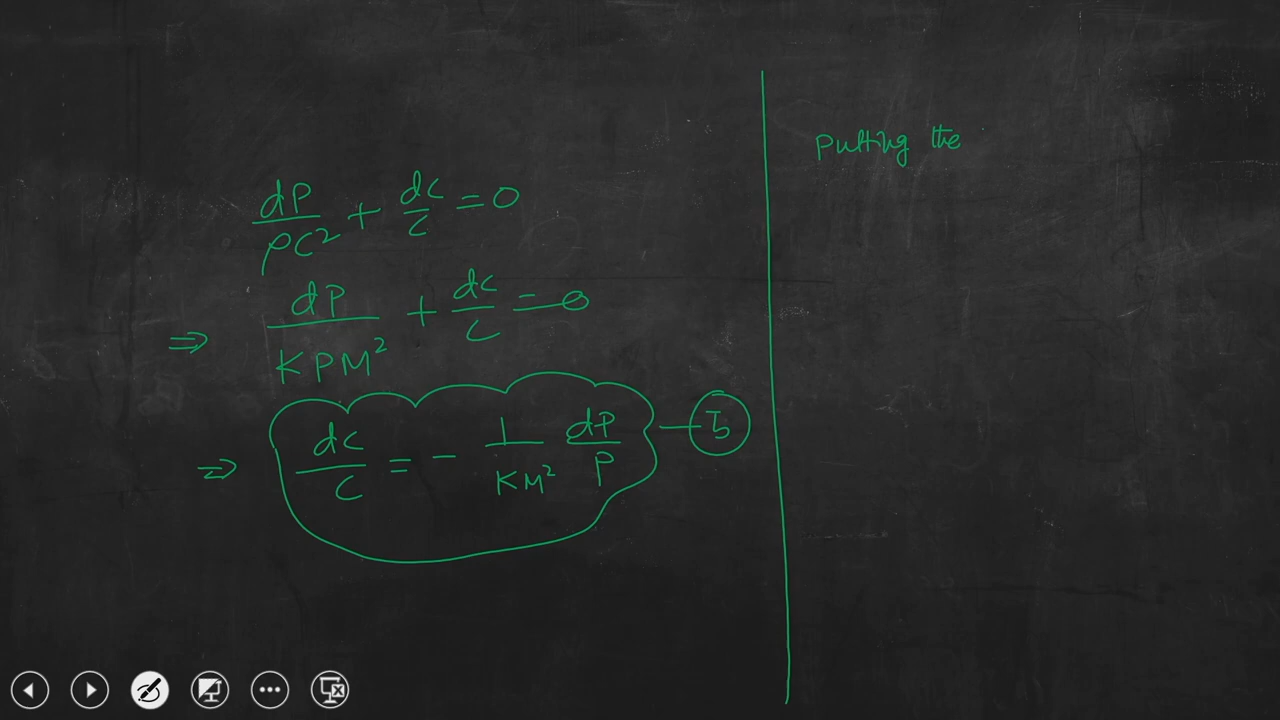 dP/ρC² + dC/C = 0
⇒ dP/KPM² + dC/C = 0
⇒ dC/C = - 1/KM² dP/P — 5
Putting the